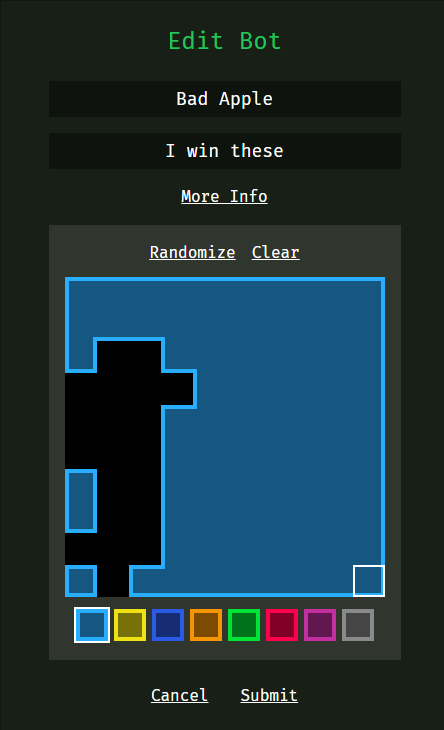 Edit Bot
Bad Apple
I win these
More Info
Randomize Clear
Cancel Submit